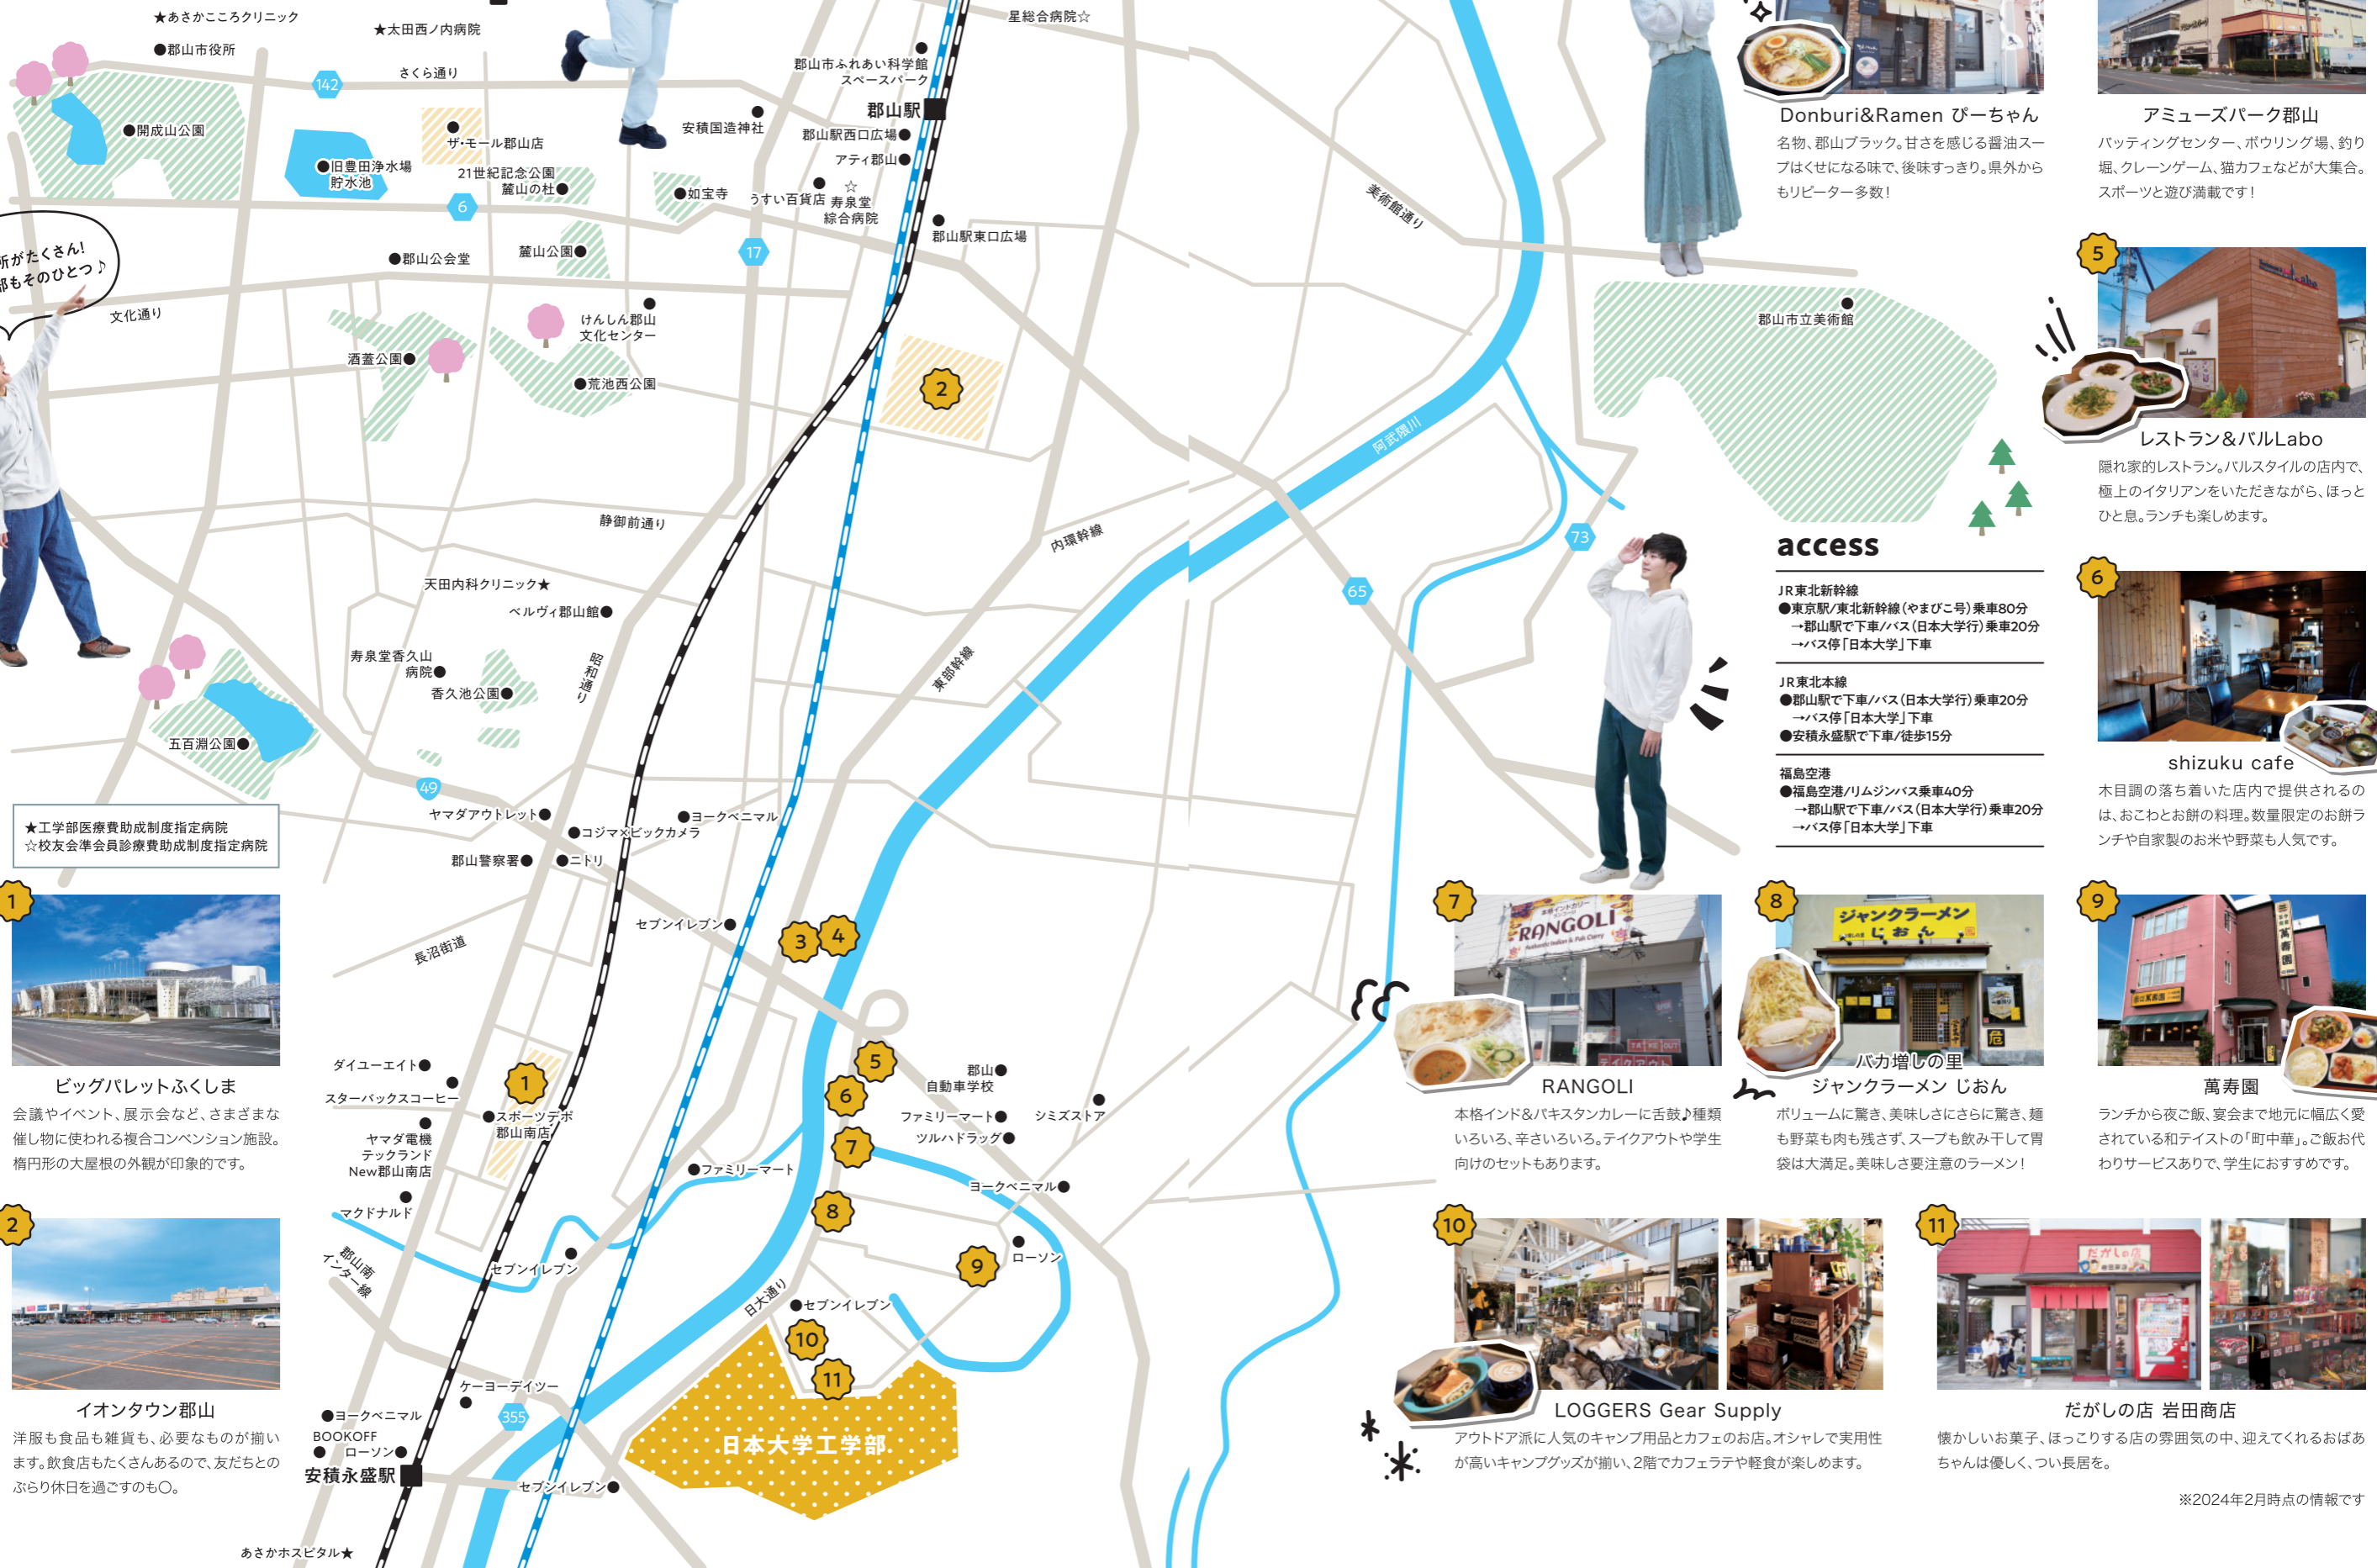 ★あさかこころクリニック
●郡山市役所
★太田西ノ内病院
さくら通り
142
●開成山公園
ザ・モール郡山店
●旧豊田浄水場
貯水池
21世紀記念公園
麓山の杜●
6
●如宝寺
安積国造神社
星総合病院☆
郡山市ふれあい科学館
スペースパーク
郡山駅
郡山駅西口広場●
アティ郡山●
うすい百貨店
☆
寿泉堂
綜合病院
郡山駅東口広場
17
美術館通り
所がたくさん!
部もそのひとつ♪
文化通り
●郡山公会堂
麓山公園●
けんしん郡山
文化センター
酒蓋公園●
●荒池西公園
2
阿武隈川
郡山市立美術館
静御前通り
内環幹線
73
65
天田内科クリニック★
ベルヴィ郡山館●
寿泉堂香久山
病院●
香久池公園●
昭和通り
東部幹線
五百淵公園●
49
ヤマダアウトレット●
●コジマ×ビックカメラ
●ヨークベニマル
郡山警察署●
●ニトリ
セブンイレブン●
3
4
長沼街道
★工学部医療費助成制度指定病院
☆校友会準会員診療費助成制度指定病院
ダイユーエイト●
スターバックスコーヒー
1
●スポーツデポ
郡山南店
ヤマダ電機
テックランド
New郡山南店
マクドナルド
郡山南
インター線
5
6
7
8
9
郡山●
自動車学校
ファミリーマート●
ツルハドラッグ●
シミズストア
ヨークベニマル●
●ファミリーマート
セブンイレブン
ローソン
日大通り
●セブンイレブン
10
11
日本大学工学部
ケーヨーデイツー
355
●ヨークベニマル
BOOKOFF
ローソン●
安積永盛駅
セブンイレブン●
あさかホスピタル★
1
ビッグパレットふくしま
会議やイベント、展示会など、さまざまな
催し物に使われる複合コンベンション施設。
楕円形の大屋根の外観が印象的です。
2
イオンタウン郡山
洋服も食品も雑貨も、必要なものが揃い
ます。飲食店もたくさんあるので、友だちとの
ぶらり休日を過ごすのも〇。
Donburi&Ramen ぴーちゃん
名物、郡山ブラック。甘さを感じる醤油スー
プはくせになる味で、後味すっきり。県外から
もリピーター多数!
アミューズパーク郡山
バッティングセンター、ボウリング場、釣り
堀、クレーンゲーム、猫カフェなどが大集合。
スポーツと遊び満載です!
5
Labo
レストラン&バルLabo
隠れ家的レストラン。バルスタイルの店内で、
極上のイタリアンをいただきながら、ほっと
ひと息。ランチも楽しめます。
access
JR東北新幹線
●東京駅/東北新幹線(やまびこ号)乗車80分
→郡山駅で下車/バス(日本大学行)乗車20分
→バス停「日本大学」下車
JR東北本線
●郡山駅で下車/バス(日本大学行)乗車20分
→バス停「日本大学」下車
●安積永盛駅で下車/徒歩15分
福島空港
●福島空港/リムジンバス乗車40分
→郡山駅で下車/バス(日本大学行)乗車20分
→バス停「日本大学」下車
6
shizuku cafe
木目調の落ち着いた店内で提供されるの
は、おこわとお餅の料理。数量限定のお餅ラ
ンチや自家製のお米や野菜も人気です。
7
本格インドカリー
RANGOLI
Authentic Indian & Pak Curry
TAKE OUT
テイクアウト
RANGOLI
本格インド&パキスタンカレーに舌鼓♪種類
いろいろ、辛さいろいろ。テイクアウトや学生
向けのセットもあります。
8
ジャンクラーメン
じおん
危
バカ増しの里
ジャンクラーメン じおん
ボリュームに驚き、美味しさにさらに驚き、麺
も野菜も肉も残さず、スープも飲み干して胃
袋は大満足。美味しさ要注意のラーメン!
9
萬寿園
萬寿園
萬寿園
ランチから夜ご飯、宴会まで地元に幅広く愛
されている和テイストの「町中華」。ご飯お代
わりサービスありで、学生におすすめです。
10
LOGGERS Gear Supply
アウトドア派に人気のキャンプ用品とカフェのお店。オシャレで実用性
が高いキャンプグッズが揃い、2階でカフェラテや軽食が楽しめます。
11
だがしの店
岩田商店
だがしの店 岩田商店
懐かしいお菓子、ほっこりする店の雰囲気の中、迎えてくれるおばあ
ちゃんは優しく、つい長居を。
※2024年2月時点の情報です